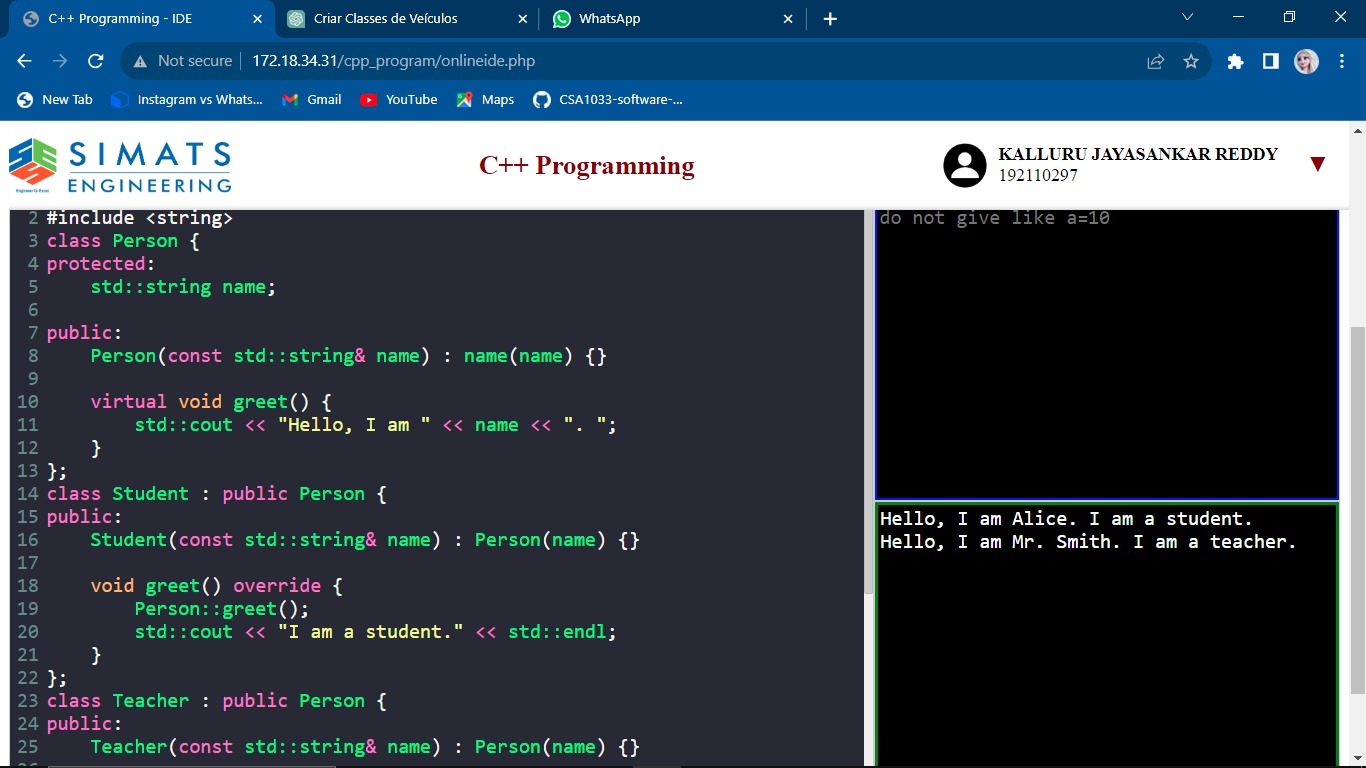 C++ Programming - IDE
Criar Classes de Veículos
WhatsApp
Not secure
172.18.34.31/cpp_program/onlineide.php
New Tab
Instagram vs Whats...
Gmail
YouTube
Maps
CSA1033-software-...
SIMATS
ENGINEERING
Engineer to Excel
C++ Programming
KALLURU JAYASANKAR REDDY
192110297
2 #include <string>
3 class Person {
4 protected:
5     std::string name;
6
7 public:
8     Person(const std::string& name) : name(name) {}
9
10     virtual void greet() {
11         std::cout << "Hello, I am " << name << ". ";
12     }
13 };
14 class Student : public Person {
15 public:
16     Student(const std::string& name) : Person(name) {}
17
18     void greet() override {
19         Person::greet();
20         std::cout << "I am a student." << std::endl;
21     }
22 };
23 class Teacher : public Person {
24 public:
25     Teacher(const std::string& name) : Person(name) {}
do not give like a=10
Hello, I am Alice. I am a student.
Hello, I am Mr. Smith. I am a teacher.